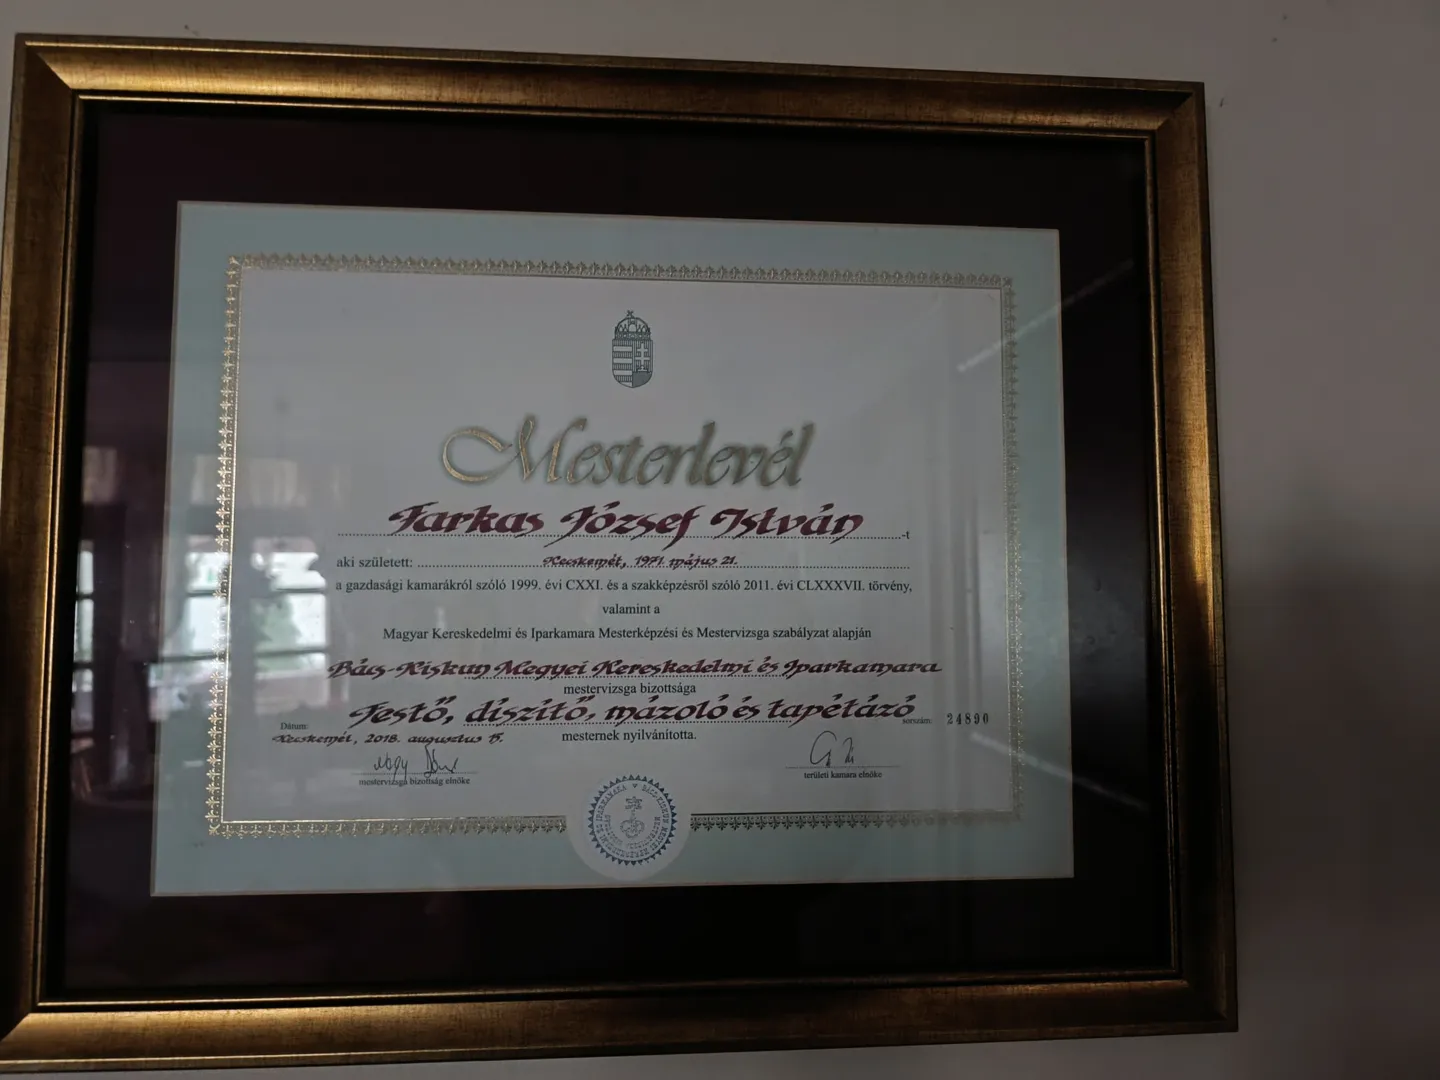 Mesterlevél
Farkas József István -t
aki született: Kecskemét, 1971. május 21.
a gazdasági kamarákról szóló 1999. évi CXXI. és a szakképzésről szóló 2011. évi CLXXXVII. törvény,
valamint a
Magyar Kereskedelmi és Iparkamara Mesterképzési és Mestervizsga szabályzat alapján
Bács-Kiskun Megyei Kereskedelmi és Iparkamara
mestervizsga bizottsága
Festő, díszítő, mázoló és tapétázó
sorszám: 24890
Dátum:
Kecskemét, 2018. augusztus 15.
mesternek nyilvánította.
mestervizsga bizottság elnöke
területi kamara elnöke